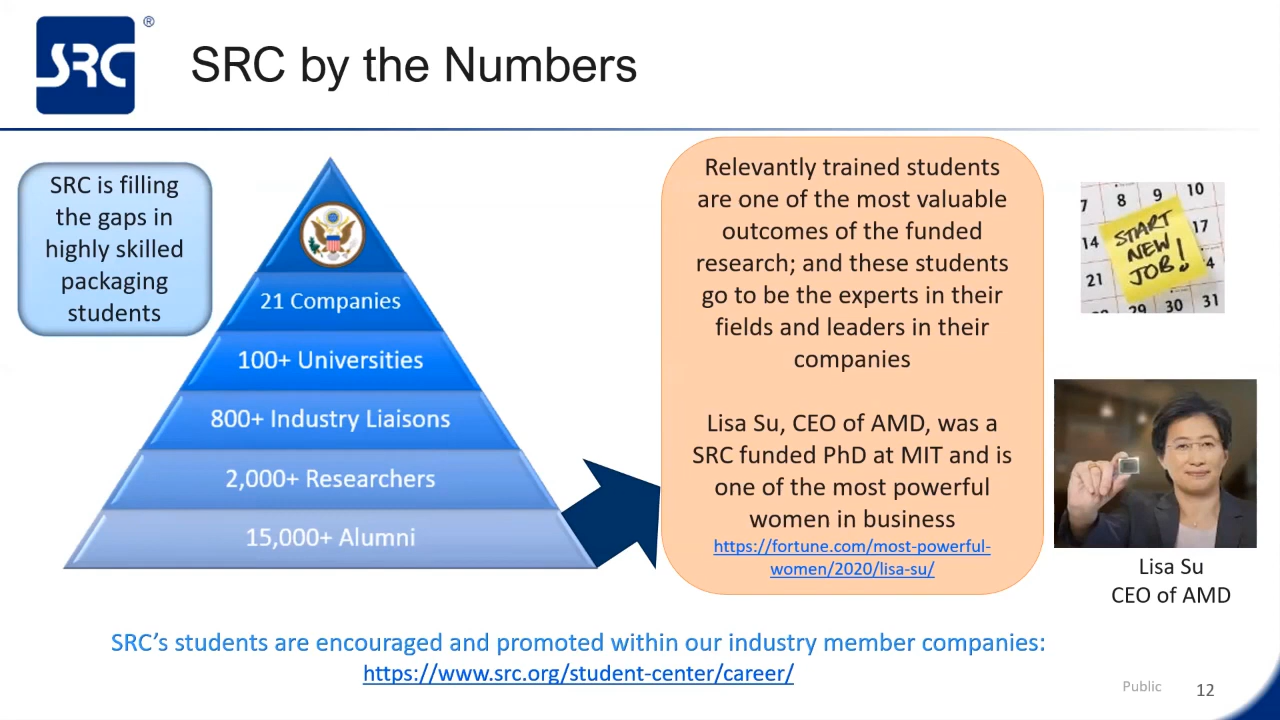 SRC
®
SRC by the Numbers
SRC is filling
the gaps in
highly skilled
packaging
students
21 Companies
100+ Universities
800+ Industry Liaisons
2,000+ Researchers
15,000+ Alumni
Relevantly trained students
are one of the most valuable
outcomes of the funded
research; and these students
go to be the experts in their
fields and leaders in their
companies
Lisa Su, CEO of AMD, was a
SRC funded PhD at MIT and is
one of the most powerful
women in business
https://fortune.com/most-powerful-
women/2020/lisa-su/
7 8 9 10
14 17
21 4
29 30 31
START
NEW
JOB!
Lisa Su
CEO of AMD
SRC's students are encouraged and promoted within our industry member companies:
https://www.src.org/student-center/career/
Public 12